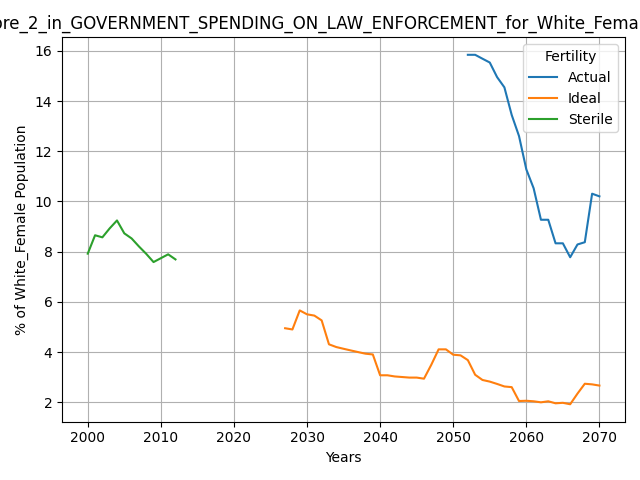 ore_2_in_GOVERNMENT_SPENDING_ON_LAW_ENFORCEMENT_for_White_Fema
% of White_Female Population
16
14
12
10
8
6
4
2
Fertility
Actual
Ideal
Sterile
2000 2010 2020 2030 2040 2050 2060 2070
Years